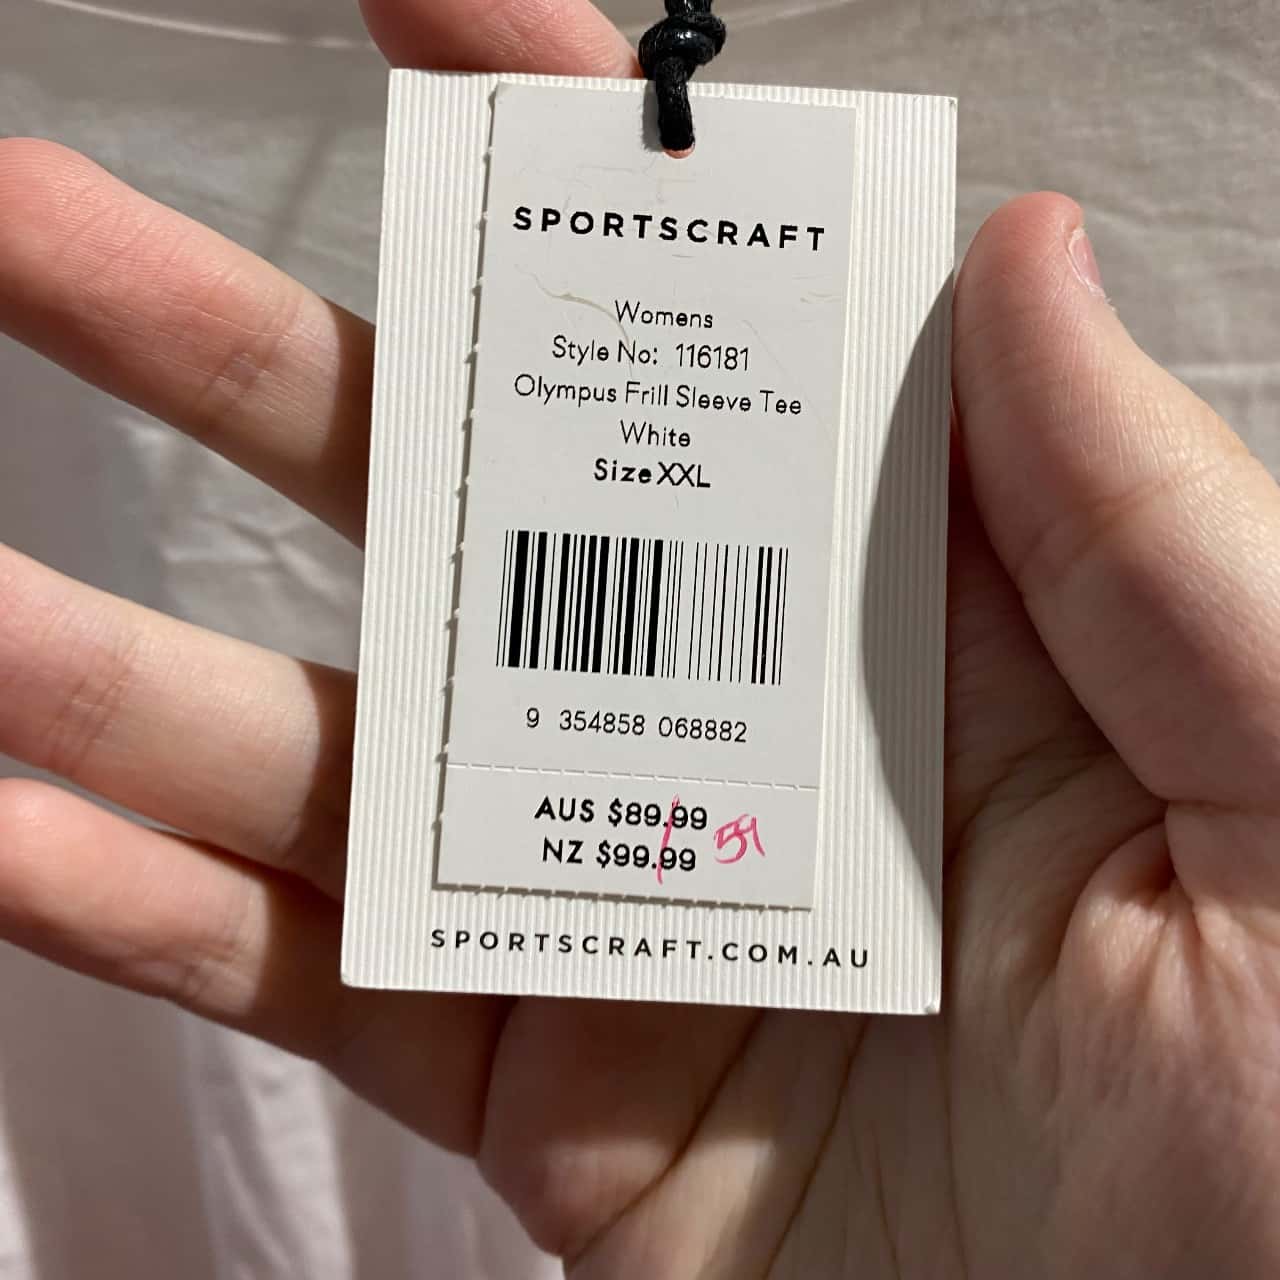 SPORTSCRAFT
Womens
Style No: 116181
Olympus Frill Sleeve Tee
White
Size XXL
9 354858 068882
AUS $89.99
NZ $99.99
SPORTSCRAFT.COM.AU